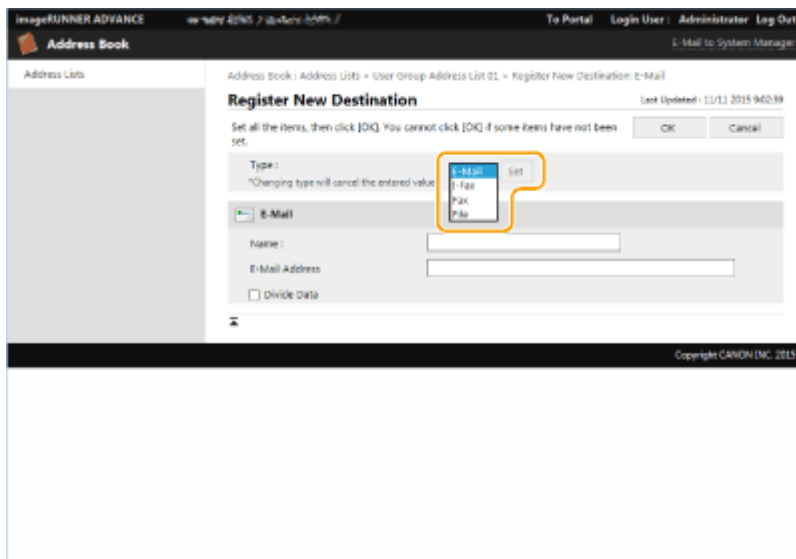 imageRUNNER ADVANCE To Portal Login User : Administrator Log Out
Address Book E-Mail to System Manager
Address Lists
Address Book : Address Lists > User Group Address List 01 > Register New Destination: E-Mail
Register New Destination Last Updated : 11/11 2015 9:02:39
Set all the items, then click [OK]. You cannot click [OK] if some items have not been
set.
OK Cancel
Type :
*Changing type will cancel the entered value
E-Mail Set
I-Fax
Fax
File
E-Mail
Name :
E-Mail Address
Divide Data
Copyright CANON INC. 2015